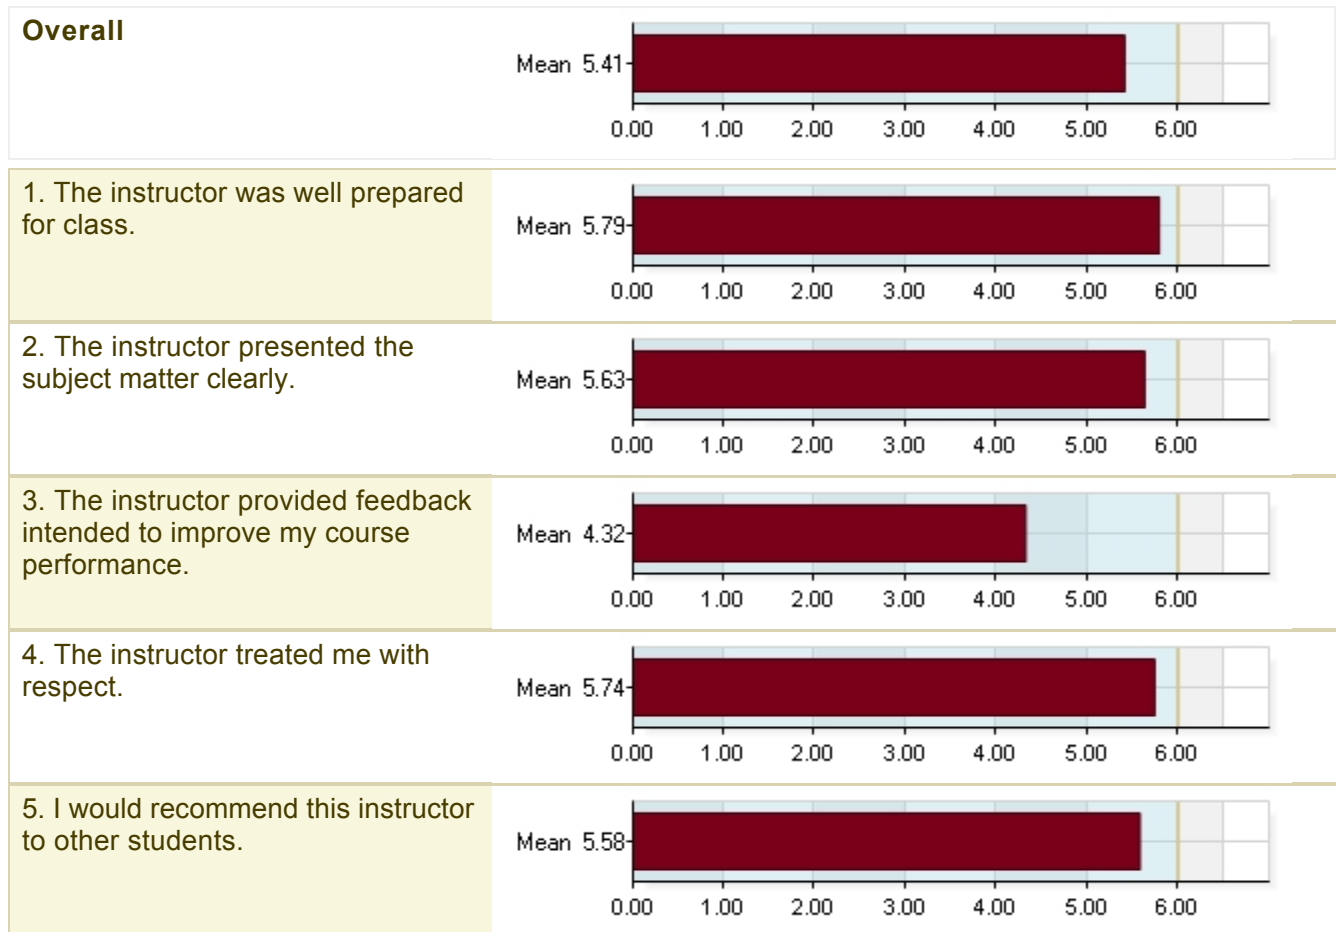 Overall
Mean 5.41
0.00 1.00 2.00 3.00 4.00 5.00 6.00
1. The instructor was well prepared
for class.
Mean 5.79
0.00 1.00 2.00 3.00 4.00 5.00 6.00
2. The instructor presented the
subject matter clearly.
Mean 5.63
0.00 1.00 2.00 3.00 4.00 5.00 6.00
3. The instructor provided feedback
intended to improve my course
performance.
Mean 4.32
0.00 1.00 2.00 3.00 4.00 5.00 6.00
4. The instructor treated me with
respect.
Mean 5.74
0.00 1.00 2.00 3.00 4.00 5.00 6.00
5. I would recommend this instructor
to other students.
Mean 5.58
0.00 1.00 2.00 3.00 4.00 5.00 6.00